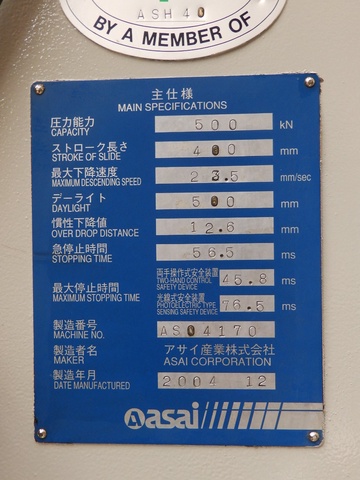 ASH 40
BY A MEMBER OF
主仕様
MAIN SPECIFICATIONS
圧力能力 500 kN
CAPACITY
ストローク長さ 400 mm
STROKE OF SLIDE
最大下降速度 23.5 mm/sec
MAXIMUM DESCENDING SPEED
デーライト 500 mm
DAYLIGHT
慣性下降値 12.6 mm
OVER DROP DISTANCE
急停止時間 56.5 ms
STOPPING TIME
最大停止時間
MAXIMUM STOPPING TIME
両手操作式安全装置 45.8 ms
TWO-HAND CONTROL
SAFETY DEVICE
光線式安全装置 76.5 ms
PHOTOELECTRIC TYPE
SENSING SAFETY DEVICE
製造番号 AS04170
MACHINE NO.
製造者名 アサイ産業株式会社
MAKER ASAI CORPORATION
製造年月 2004 12
DATE MANUFACTURED
asai